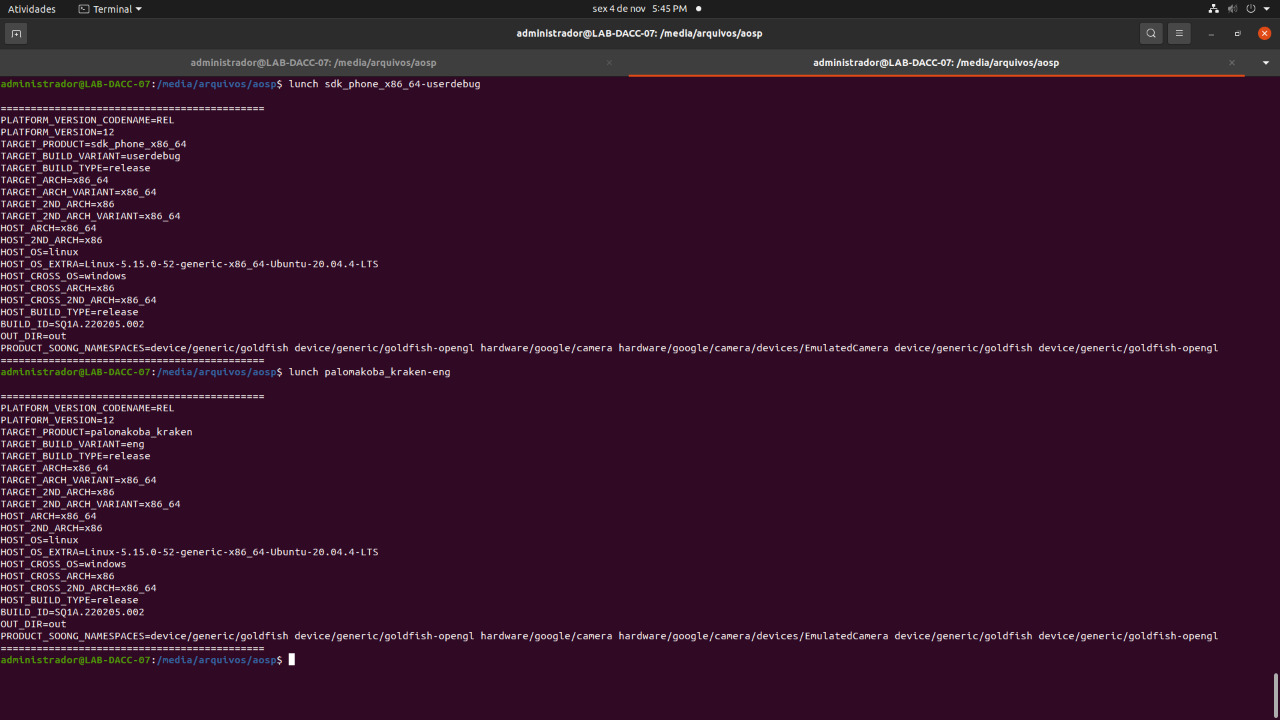 Atividades
Terminal
sex 4 de nov 5:45 PM
administrador@LAB-DACC-07: /media/arquivos/aosp
administrador@LAB-DACC-07: /media/arquivos/aosp
administrador@LAB-DACC-07: /media/arquivos/aosp
administrador@LAB-DACC-07:/media/arquivos/aosp$ lunch sdk_phone_x86_64-userdebug
============================================
PLATFORM_VERSION_CODENAME=REL
PLATFORM_VERSION=12
TARGET_PRODUCT=sdk_phone_x86_64
TARGET_BUILD_VARIANT=userdebug
TARGET_BUILD_TYPE=release
TARGET_ARCH=x86_64
TARGET_ARCH_VARIANT=x86_64
TARGET_2ND_ARCH=x86
TARGET_2ND_ARCH_VARIANT=x86_64
HOST_ARCH=x86_64
HOST_2ND_ARCH=x86
HOST_OS=linux
HOST_OS_EXTRA=Linux-5.15.0-52-generic-x86_64-Ubuntu-20.04.4-LTS
HOST_CROSS_OS=windows
HOST_CROSS_ARCH=x86
HOST_CROSS_2ND_ARCH=x86_64
HOST_BUILD_TYPE=release
BUILD_ID=SQ1A.220205.002
OUT_DIR=out
PRODUCT_SOONG_NAMESPACES=device/generic/goldfish device/generic/goldfish-opengl hardware/google/camera hardware/google/camera/devices/EmulatedCamera device/generic/goldfish device/generic/goldfish-opengl
============================================
administrador@LAB-DACC-07:/media/arquivos/aosp$ lunch palomakoba_kraken-eng
============================================
PLATFORM_VERSION_CODENAME=REL
PLATFORM_VERSION=12
TARGET_PRODUCT=palomakoba_kraken
TARGET_BUILD_VARIANT=eng
TARGET_BUILD_TYPE=release
TARGET_ARCH=x86_64
TARGET_ARCH_VARIANT=x86_64
TARGET_2ND_ARCH=x86
TARGET_2ND_ARCH_VARIANT=x86_64
HOST_ARCH=x86_64
HOST_2ND_ARCH=x86
HOST_OS=linux
HOST_OS_EXTRA=Linux-5.15.0-52-generic-x86_64-Ubuntu-20.04.4-LTS
HOST_CROSS_OS=windows
HOST_CROSS_ARCH=x86
HOST_CROSS_2ND_ARCH=x86_64
HOST_BUILD_TYPE=release
BUILD_ID=SQ1A.220205.002
OUT_DIR=out
PRODUCT_SOONG_NAMESPACES=device/generic/goldfish device/generic/goldfish-opengl hardware/google/camera hardware/google/camera/devices/EmulatedCamera device/generic/goldfish device/generic/goldfish-opengl
============================================
administrador@LAB-DACC-07:/media/arquivos/aosp$